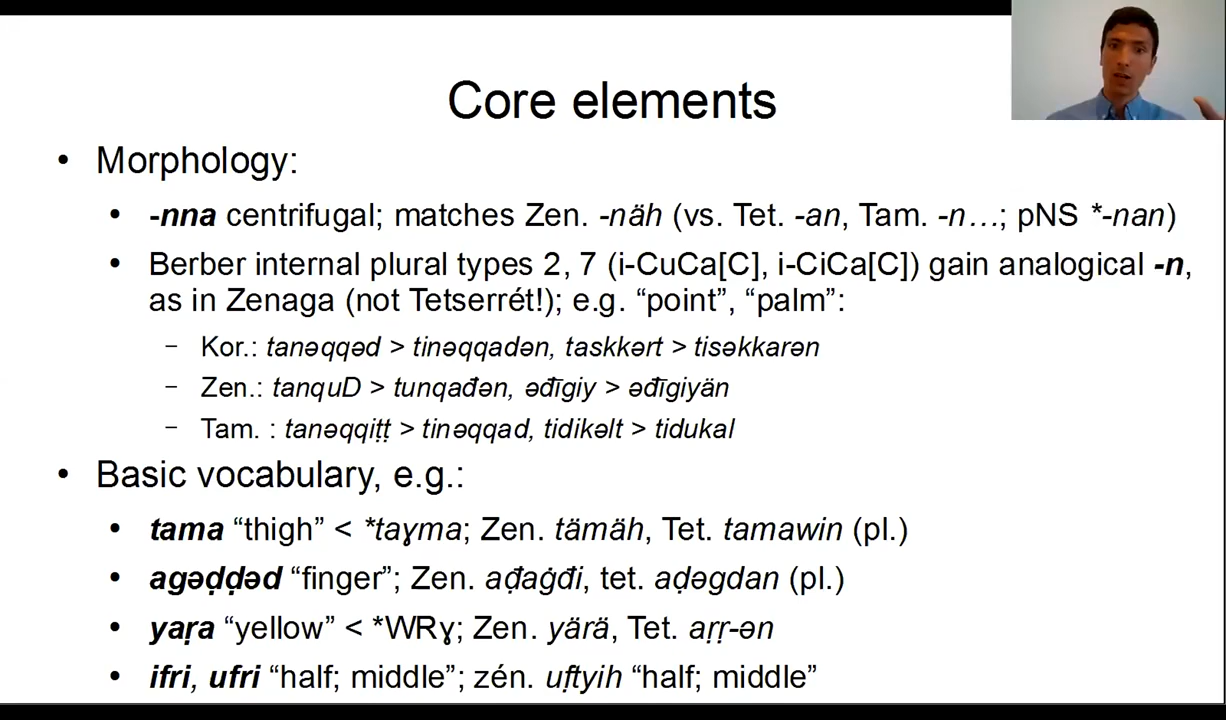 Core elements
• Morphology:
• -nna centrifugal; matches Zen. -näh (vs. Tet. -an, Tam. -n…; pNS *-nan)
• Berber internal plural types 2, 7 (i-CuCa[C], i-CiCa[C]) gain analogical -n,
as in Zenaga (not Tetserrét!); e.g. “point”, “palm”:
– Kor.: tanəqqəd > tinəqqadən, taskkərt > tisəkkarən
– Zen.: tanquD > tunqađən, əđīgiy > əđīgiyän
– Tam. : tanəqqiṭṭ > tinəqqad, tidikəlt > tidukal
• Basic vocabulary, e.g.:
• tama “thigh” < *taɣma; Zen. tämäh, Tet. tamawin (pl.)
• agəḍḍəd “finger”; Zen. ađaġđi, tet. aḍəgdan (pl.)
• yaṛa “yellow” < *WRɣ; Zen. yärä, Tet. aṛṛ-ən
• ifri, ufri “half; middle”; zén. uf̣tyih “half; middle”